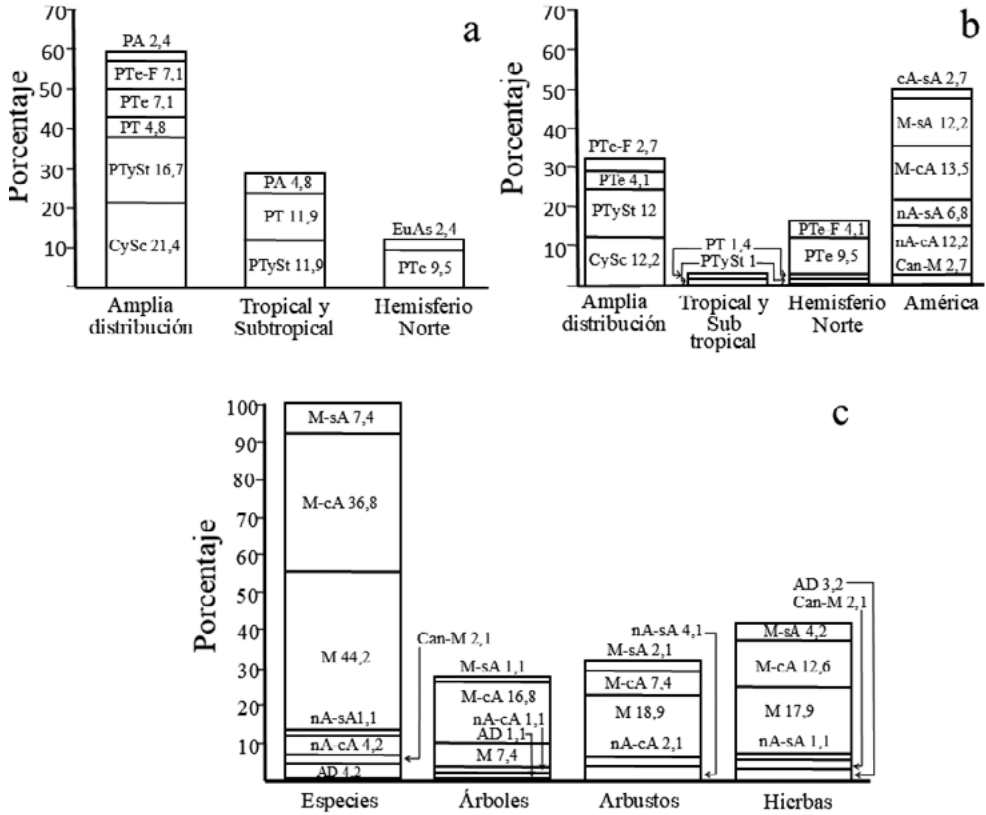 a
Porcentaje
70
60
50
40
30
20
10
PA 2,4
PTe-F 7,1
PTe 7,1
PT 4,8
PTySt 16,7
CySc 21,4
PA 4,8
PT 11,9
PTySt 11,9
EuAs 2,4
PTe 9,5
Amplia
distribución
Tropical y
Subtropical
Hemisferio
Norte
b
Porcentaje
70
60
50
40
30
20
10
PTe-F 2,7
PTe 4,1
PTySt 12
CySc 12,2
PT 1,4
PTySt 1
PTe-F 4,1
PTe 9,5
cA-sA 2,7
M-sA 12,2
M-cA 13,5
nA-sA 6,8
nA-cA 12,2
Can-M 2,7
Amplia
distribución
Tropical y
Sub
tropical
Hemisferio
Norte
América
c
Porcentaje
100
90
80
70
60
50
40
30
20
10
M-sA 7,4
M-cA 36,8
M 44,2
nA-sA1,1
nA-cA 4,2
AD 4,2
Can-M 2,1
M-sA 1,1
M-cA 16,8
nA-cA 1,1
AD 1,1
M 7,4
nA-sA 4,1
M-sA 2,1
M-cA 7,4
M 18,9
nA-cA 2,1
AD 3,2
Can-M 2,1
M-sA 4,2
M-cA 12,6
M 17,9
nA-sA 1,1
Especies
Árboles
Arbustos
Hierbas